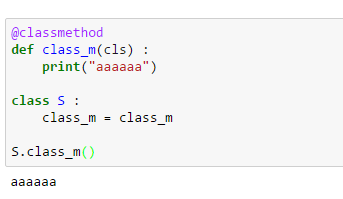 @classmethod
def class_m(cls) :
    print("aaaaaa")
class S :
    class_m = class_m
S.class_m()
aaaaaa